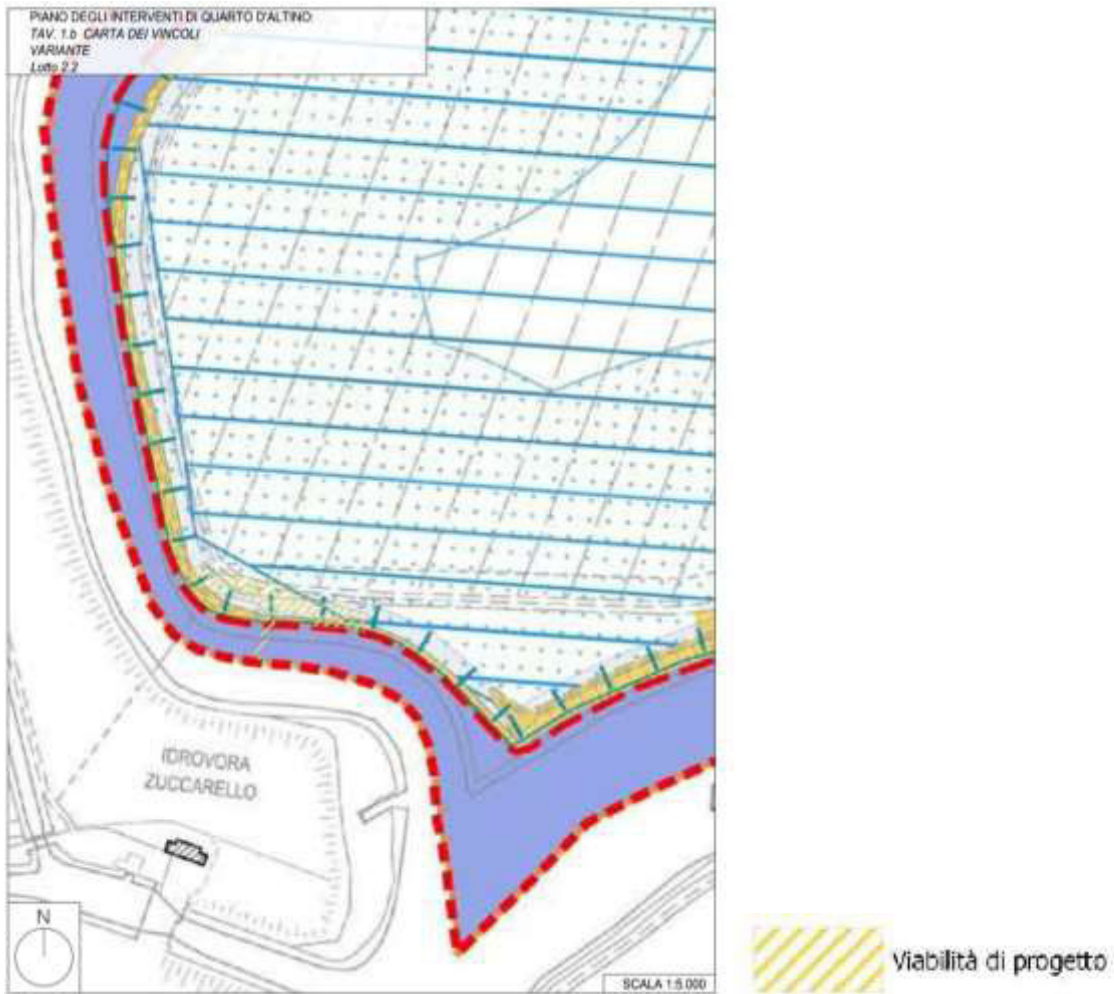 PIANO DEGLI INTERVENTI DI QUARTO D'ALTINO
TAV. 1.b CARTA DEI VINCOLI
VARIANTE
Lotto 2.2
IDROVORA
ZUCCARELLO
N
SCALA 1:5.000
Viabilità di progetto